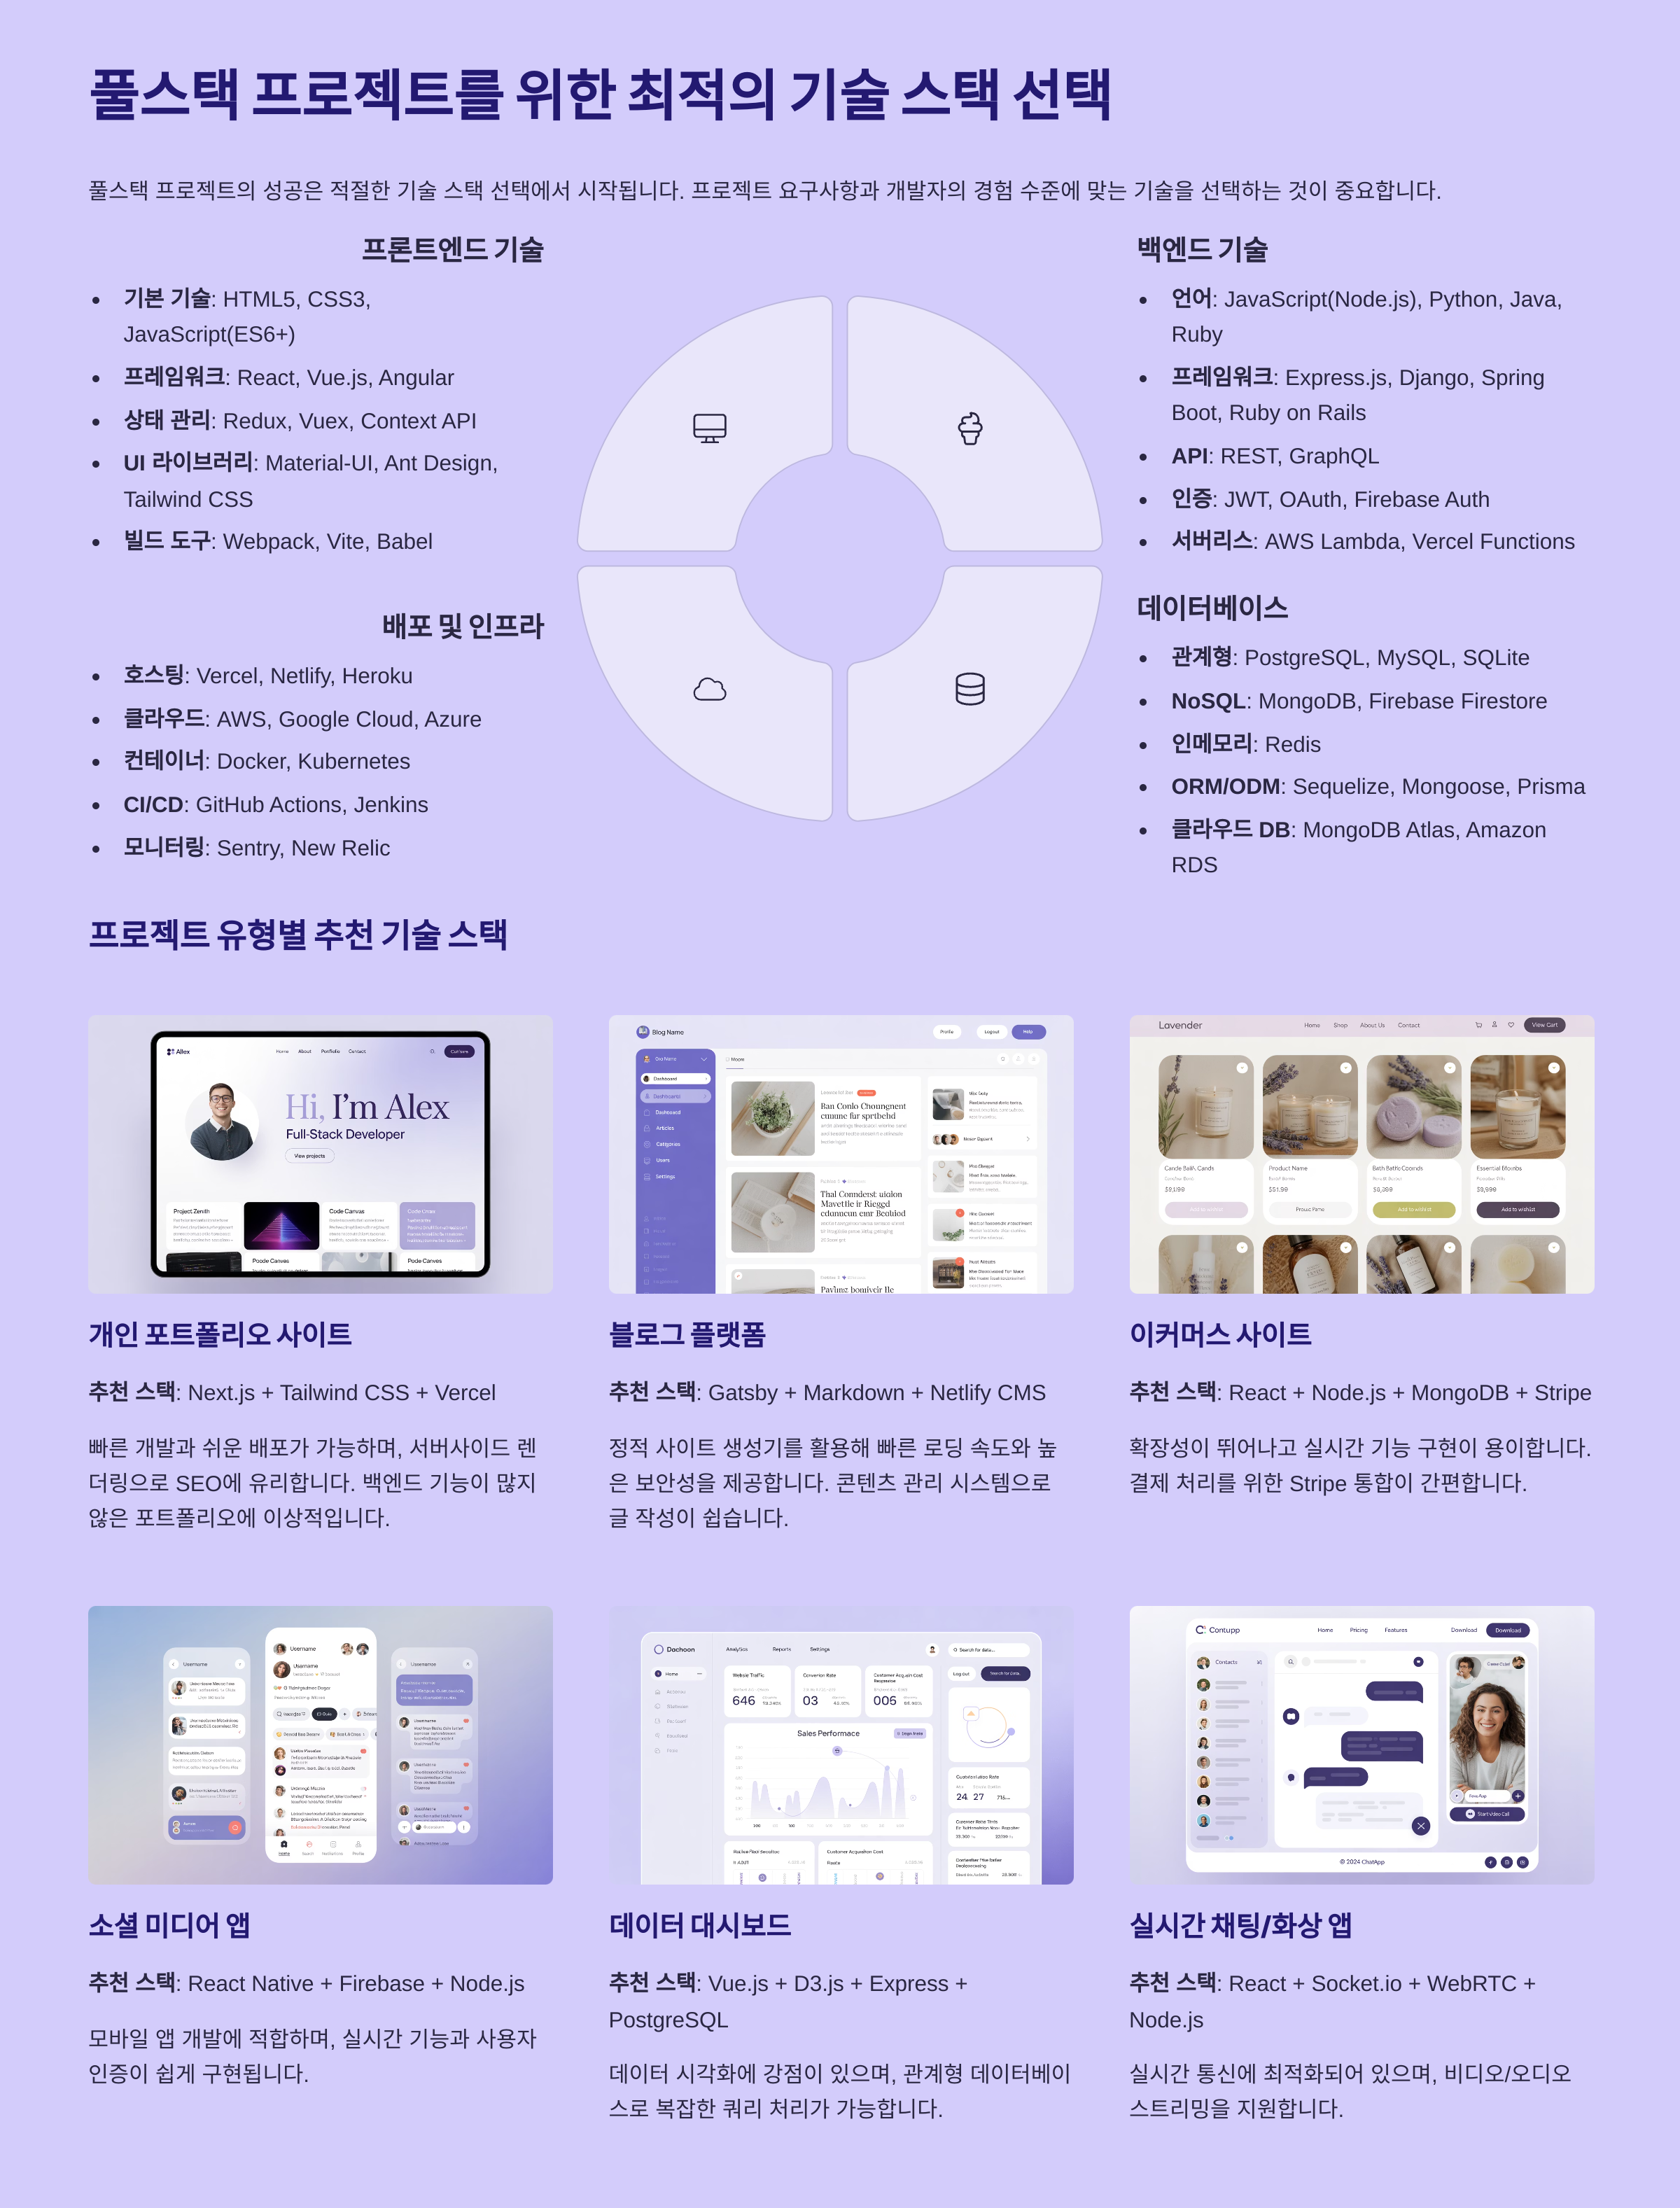 풀스택 프로젝트를 위한 최적의 기술 스택 선택
풀스택 프로젝트의 성공은 적절한 기술 스택 선택에서 시작됩니다. 프로젝트 요구사항과 개발자의 경험 수준에 맞는 기술을 선택하는 것이 중요합니다.
프론트엔드 기술
• 기본 기술: HTML5, CSS3,
JavaScript(ES6+)
• 프레임워크: React, Vue.js, Angular
• 상태 관리: Redux, Vuex, Context API
• UI 라이브러리: Material-UI, Ant Design,
Tailwind CSS
• 빌드 도구: Webpack, Vite, Babel
백엔드 기술
• 언어: JavaScript(Node.js), Python, Java,
Ruby
• 프레임워크: Express.js, Django, Spring
Boot, Ruby on Rails
• API: REST, GraphQL
• 인증: JWT, OAuth, Firebase Auth
• 서버리스: AWS Lambda, Vercel Functions
배포 및 인프라
• 호스팅: Vercel, Netlify, Heroku
• 클라우드: AWS, Google Cloud, Azure
• 컨테이너: Docker, Kubernetes
• CI/CD: GitHub Actions, Jenkins
• 모니터링: Sentry, New Relic
데이터베이스
• 관계형: PostgreSQL, MySQL, SQLite
• NoSQL: MongoDB, Firebase Firestore
• 인메모리: Redis
• ORM/ODM: Sequelize, Mongoose, Prisma
• 클라우드 DB: MongoDB Atlas, Amazon
RDS
프로젝트 유형별 추천 기술 스택
Allex
Home About Portfolio Contact
Hi, I'm Alex
Full-Stack Developer
View projects
Project Zenith
Code Canvas
개인 포트폴리오 사이트
추천 스택: Next.js + Tailwind CSS + Vercel
빠른 개발과 쉬운 배포가 가능하며, 서버사이드 렌
더링으로 SEO에 유리합니다. 백엔드 기능이 많지
않은 포트폴리오에 이상적입니다.
Blog Name
Logout Help
Dashboard
Dashboard
Articles
Users
Settings
블로그 플랫폼
추천 스택: Gatsby + Markdown + Netlify CMS
정적 사이트 생성기를 활용해 빠른 로딩 속도와 높
은 보안성을 제공합니다. 콘텐츠 관리 시스템으로
글 작성이 쉽습니다.
Lavender
Home Shop About Us Contact
View Cart
Product Name
Add to wishlist
이커머스 사이트
추천 스택: React + Node.js + MongoDB + Stripe
확장성이 뛰어나고 실시간 기능 구현이 용이합니다.
결제 처리를 위한 Stripe 통합이 간편합니다.
Username
Username
Username
소셜 미디어 앱
추천 스택: React Native + Firebase + Node.js
모바일 앱 개발에 적합하며, 실시간 기능과 사용자
인증이 쉽게 구현됩니다.
Dachoon
Analytics Reports Settings
Home
646
03
005
Sales Performace
24 27
데이터 대시보드
추천 스택: Vue.js + D3.js + Express +
PostgreSQL
데이터 시각화에 강점이 있으며, 관계형 데이터베이
스로 복잡한 쿼리 처리가 가능합니다.
Contupp
Home Pricing Features Download Download
Contacts
Start Video Call
© 2024 ChatApp
실시간 채팅/화상 앱
추천 스택: React + Socket.io + WebRTC +
Node.js
실시간 통신에 최적화되어 있으며, 비디오/오디오
스트리밍을 지원합니다.